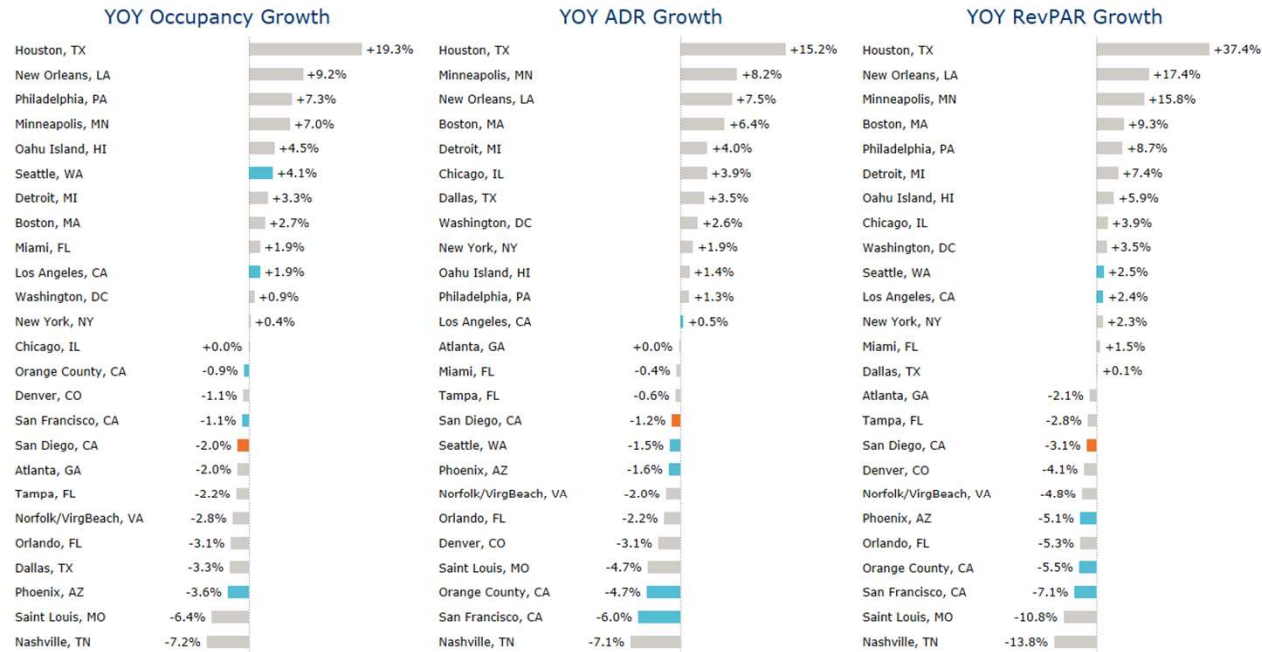 YOY Occupancy Growth
Houston, TX +19.3%
New Orleans, LA +9.2%
Philadelphia, PA +7.3%
Minneapolis, MN +7.0%
Oahu Island, HI +4.5%
Seattle, WA +4.1%
Detroit, MI +3.3%
Boston, MA +2.7%
Miami, FL +1.9%
Los Angeles, CA +1.9%
Washington, DC +0.9%
New York, NY +0.4%
Chicago, IL +0.0%
Orange County, CA -0.9%
Denver, CO -1.1%
San Francisco, CA -1.1%
San Diego, CA -2.0%
Atlanta, GA -2.0%
Tampa, FL -2.2%
Norfolk/VirgBeach, VA -2.8%
Orlando, FL -3.1%
Dallas, TX -3.3%
Phoenix, AZ -3.6%
Saint Louis, MO -6.4%
Nashville, TN -7.2%
YOY ADR Growth
Houston, TX +15.2%
Minneapolis, MN +8.2%
New Orleans, LA +7.5%
Boston, MA +6.4%
Detroit, MI +4.0%
Chicago, IL +3.9%
Dallas, TX +3.5%
Washington, DC +2.6%
New York, NY +1.9%
Oahu Island, HI +1.4%
Philadelphia, PA +1.3%
Los Angeles, CA +0.5%
Atlanta, GA +0.0%
Miami, FL -0.4%
Tampa, FL -0.6%
San Diego, CA -1.2%
Seattle, WA -1.5%
Phoenix, AZ -1.6%
Norfolk/VirgBeach, VA -2.0%
Orlando, FL -2.2%
Denver, CO -3.1%
Saint Louis, MO -4.7%
Orange County, CA -4.7%
San Francisco, CA -6.0%
Nashville, TN -7.1%
YOY RevPAR Growth
Houston, TX +37.4%
New Orleans, LA +17.4%
Minneapolis, MN +15.8%
Boston, MA +9.3%
Philadelphia, PA +8.7%
Detroit, MI +7.4%
Oahu Island, HI +5.9%
Chicago, IL +3.9%
Washington, DC +3.5%
Seattle, WA +2.5%
Los Angeles, CA +2.4%
New York, NY +2.3%
Miami, FL +1.5%
Dallas, TX +0.1%
Atlanta, GA -2.1%
Tampa, FL -2.8%
San Diego, CA -3.1%
Denver, CO -4.1%
Norfolk/VirgBeach, VA -4.8%
Phoenix, AZ -5.1%
Orlando, FL -5.3%
Orange County, CA -5.5%
San Francisco, CA -7.1%
Saint Louis, MO -10.8%
Nashville, TN -13.8%